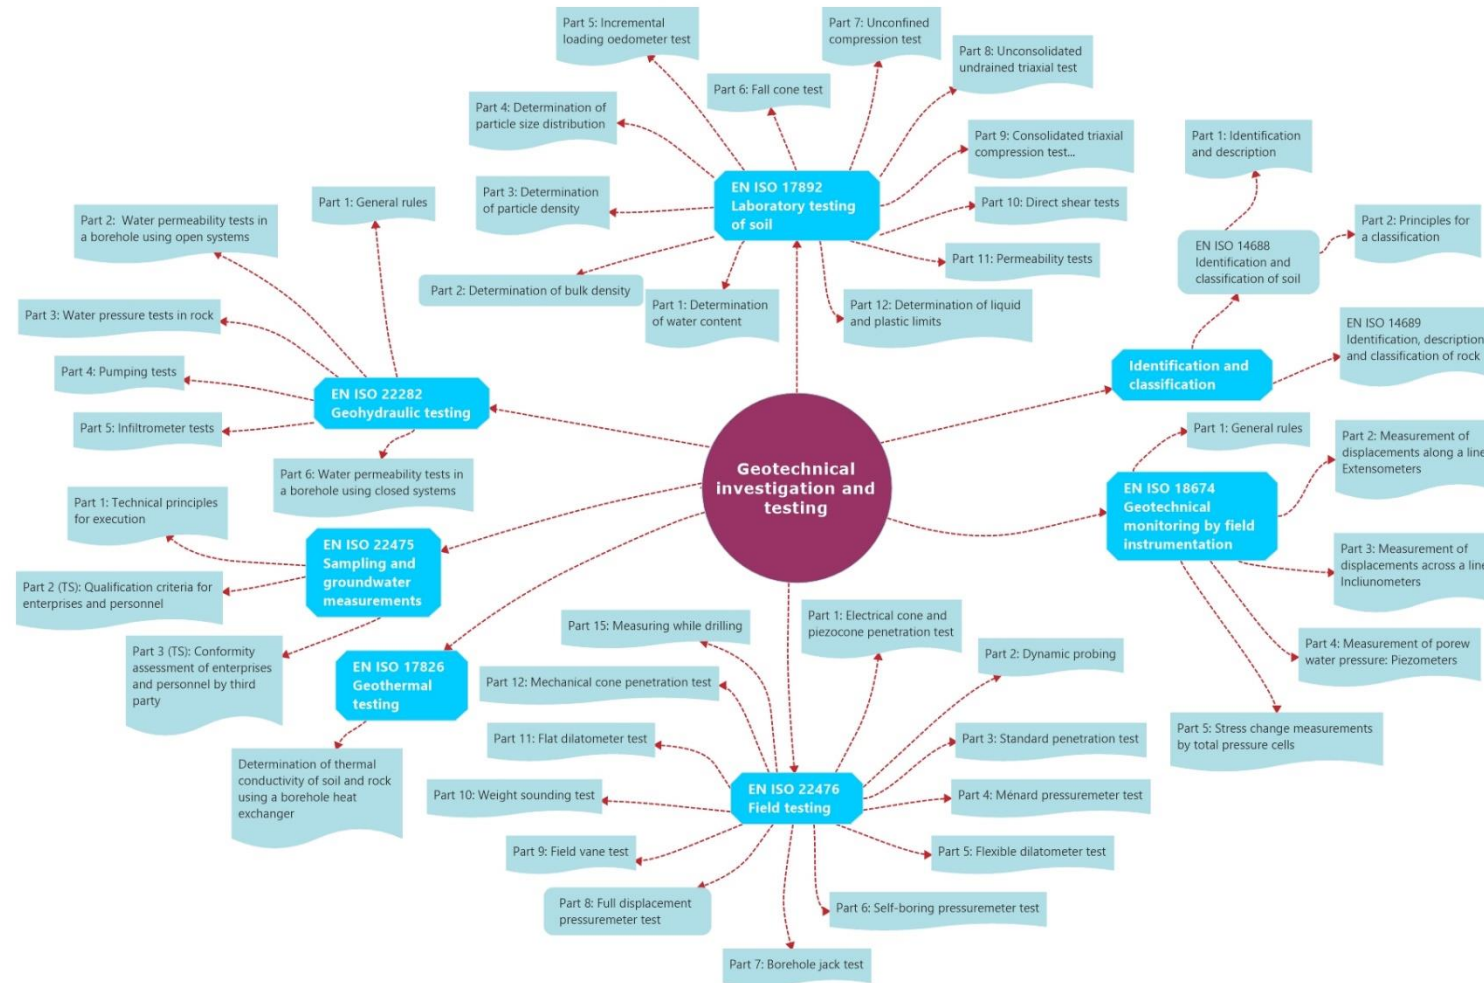 Part 5: Incremental
loading oedometer test
Part 7: Unconfined
compression test
Part 8: Unconsolidated
undrained triaxial test
Part 6: Fall cone test
Part 4: Determination of
particle size distribution
Part 9: Consolidated triaxial
compression test...
Part 1: Identification
and description
EN ISO 17892
Laboratory testing
of soil
Part 3: Determination
of particle density
Part 10: Direct shear tests
Part 1: General rules
Part 2:  Water permeability tests in
a borehole using open systems
Part 2: Principles for
a classification
EN ISO 14688
Identification and
classification of soil
Part 11: Permeability tests
Part 2: Determination of bulk density
Part 1: Determination
of water content
Part 12: Determination of liquid
and plastic limits
Part 3: Water pressure tests in rock
EN ISO 14689
Identification, description
and classification of rock
Part 4: Pumping tests
Identification and
classification
EN ISO 22282
Geohydraulic testing
Part 5: Infiltrometer tests
Part 1: General rules
Part 2: Measurement of
displacements along a line
Extensometers
Part 6: Water permeability tests in
a borehole using closed systems
Geotechnical
investigation and
testing
EN ISO 18674
Geotechnical
monitoring by field
instrumentation
Part 1: Technical principles
for execution
EN ISO 22475
Sampling and
groundwater
measurements
Part 3: Measurement of
displacements across a line
Incliunometers
Part 2 (TS): Qualification criteria for
enterprises and personnel
Part 15: Measuring while drilling
Part 1: Electrical cone and
piezocone penetration test
Part 3 (TS): Conformity
assessment of enterprises
and personnel by third
party
EN ISO 17826
Geothermal
testing
Part 2: Dynamic probing
Part 4: Measurement of porew
water pressure: Piezometers
Part 12: Mechanical cone penetration test
Part 5: Stress change measurements
by total pressure cells
Part 11: Flat dilatometer test
Part 3: Standard penetration test
Determination of thermal
conductivity of soil and rock
using a borehole heat
exchanger
EN ISO 22476
Field testing
Part 10: Weight sounding test
Part 4: Ménard pressuremeter test
Part 9: Field vane test
Part 5: Flexible dilatometer test
Part 8: Full displacement
pressuremeter test
Part 6: Self-boring pressuremeter test
Part 7: Borehole jack test